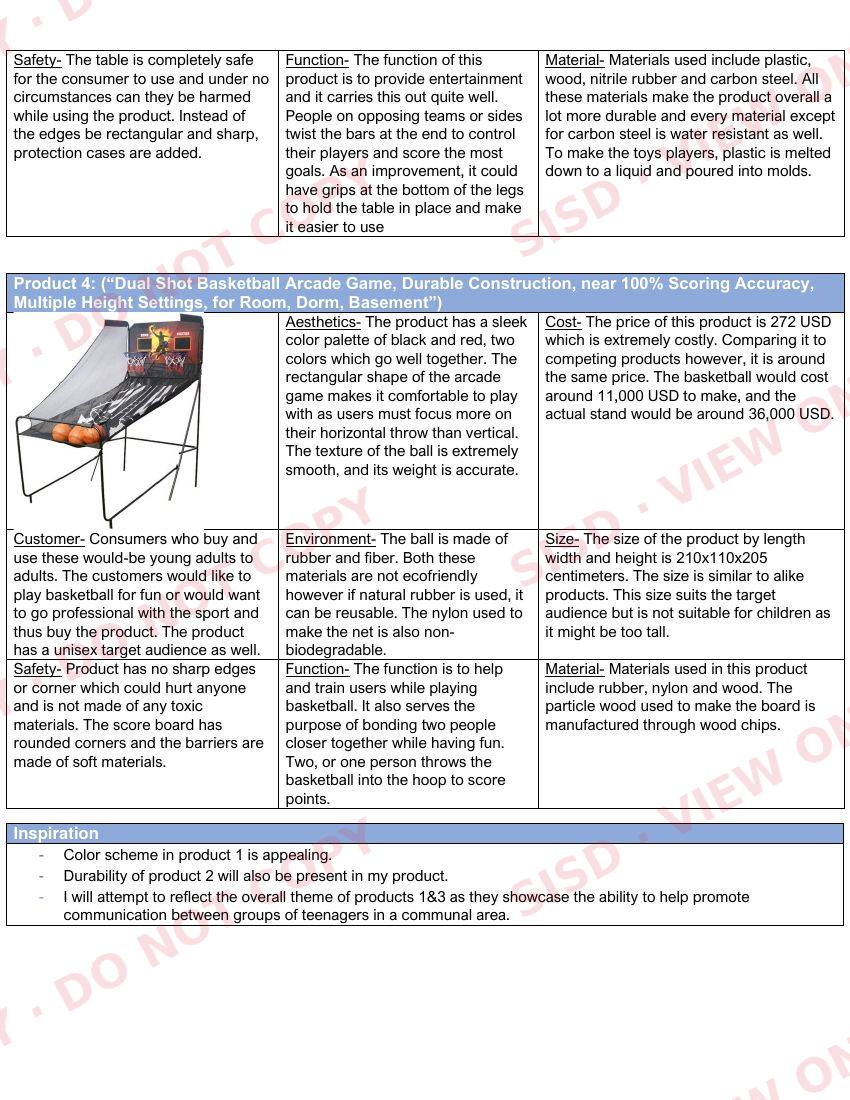 Safety- The table is completely safe
for the consumer to use and under no
circumstances can they be harmed
while using the product. Instead of
the edges be rectangular and sharp,
protection cases are added.
Function- The function of this
product is to provide entertainment
and it carries this out quite well.
People on opposing teams or sides
twist the bars at the end to control
their players and score the most
goals. As an improvement, it could
have grips at the bottom of the legs
to hold the table in place and make
it easier to use
Material- Materials used include plastic,
wood, nitrile rubber and carbon steel. All
these materials make the product overall a
lot more durable and every material except
for carbon steel is water resistant as well.
To make the toys players, plastic is melted
down to a liquid and poured into molds.
Product 4: (“Dual Shot Basketball Arcade Game, Durable Construction, near 100% Scoring Accuracy,
Multiple Height Settings, for Room, Dorm, Basement”)
Aesthetics- The product has a sleek
color palette of black and red, two
colors which go well together. The
rectangular shape of the arcade
game makes it comfortable to play
with as users must focus more on
their horizontal throw than vertical.
The texture of the ball is extremely
smooth, and its weight is accurate.
Cost- The price of this product is 272 USD
which is extremely costly. Comparing it to
competing products however, it is around
the same price. The basketball would cost
around 11,000 USD to make, and the
actual stand would be around 36,000 USD.
Customer- Consumers who buy and
use these would-be young adults to
adults. The customers would like to
play basketball for fun or would want
to go professional with the sport and
thus buy the product. The product
has a unisex target audience as well.
Environment- The ball is made of
rubber and fiber. Both these
materials are not ecofriendly
however if natural rubber is used, it
can be reusable. The nylon used to
make the net is also non-
biodegradable.
Size- The size of the product by length
width and height is 210x110x205
centimeters. The size is similar to alike
products. This size suits the target
audience but is not suitable for children as
it might be too tall.
Safety- Product has no sharp edges
or corner which could hurt anyone
and is not made of any toxic
materials. The score board has
rounded corners and the barriers are
made of soft materials.
Function- The function is to help
and train users while playing
basketball. It also serves the
purpose of bonding two people
closer together while having fun.
Two, or one person throws the
basketball into the hoop to score
points.
Material- Materials used in this product
include rubber, nylon and wood. The
particle wood used to make the board is
manufactured through wood chips.
Inspiration
- Color scheme in product 1 is appealing.
- Durability of product 2 will also be present in my product.
- I will attempt to reflect the overall theme of products 1&3 as they showcase the ability to help promote
communication between groups of teenagers in a communal area.
Y · DO NOT COPY
SISD · VIEW ON
Y · DO NOT COPY
SISD · VIEW ON
Y · DO NOT COPY
SISD · VIEW ON
Y · DO NOT COPY
VIEW ON